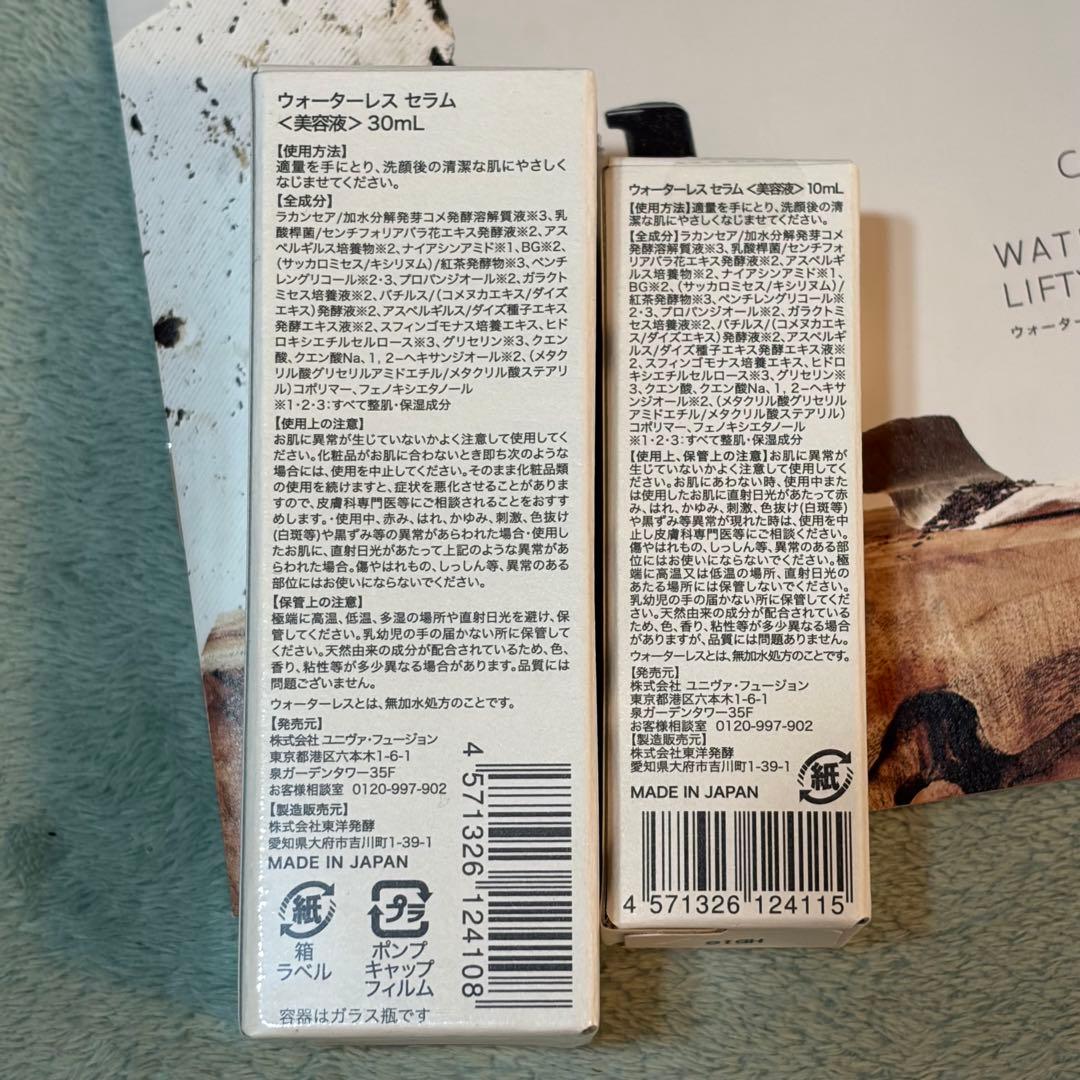 ウォーターレス セラム
＜美容液＞ 30mL
【使用方法】
適量を手にとり、洗顔後の清潔な肌にやさしく
なじませてください。
【全成分】
ラカンセア/加水分解発芽コメ発酵溶解質液※3、乳
酸桿菌/センチフォリアバラ花エキス発酵液※2、アス
ペルギルス培養物※2、ナイアシンアミド※1、BG※2、
(サッカロミセス/キシリヌム)/紅茶発酵物※3、ペンチ
レングリコール※2・3、プロパンジオール※2、ガラクト
ミセス培養液※2、バチルス/(コメヌカエキス/ダイズ
エキス)発酵液※2、アスペルギルス/ダイズ種子エキス
発酵エキス液※2、スフィンゴモナス培養エキス、ヒド
ロキシエチルセルロース※3、グリセリン※3、クエン
酸、クエン酸Na、1, 2-ヘキサンジオール※2、(メタク
リル酸グリセリルアミドエチル/メタクリル酸ステアリ
ル)コポリマー、フェノキシエタノール
※1・2・3：すべて整肌・保湿成分
【使用上の注意】
お肌に異常が生じていないかよく注意して使用してく
ださい。化粧品がお肌に合わないとき即ち次のような
場合には、使用を中止してください。そのまま化粧品類
の使用を続けますと、症状を悪化させることがありま
すので、皮膚科専門医等にご相談されることをおすす
めします。・使用中、赤み、はれ、かゆみ、刺激、色抜け
(白斑等)や黒ずみ等の異常があらわれた場合・使用し
たお肌に、直射日光があたって上記のような異常があ
らわれた場合。傷やはれもの、しっしん等、異常のある
部位にはお使いにならないでください。
【保管上の注意】
極端に高温、低温、多湿の場所や直射日光を避け、保
管してください。乳幼児の手の届かない所に保管して
ください。天然由来の成分が配合されているため、色、
香り、粘性等が多少異なる場合があります。品質には
問題ございません。
ウォーターレスとは、無加水処方のことです。
【発売元】
株式会社 ユニヴァ・フュージョン
東京都港区六本木1-6-1
泉ガーデンタワー35F
お客様相談室 0120-997-902
【製造販売元】
株式会社東洋発酵
愛知県大府市吉川町1-39-1
MADE IN JAPAN
紙
箱
ラベル
プラ
ポンプ
キャップ
フィルム
容器はガラス瓶です
4 571326 124108
ウォーターレス セラム ＜美容液＞ 10mL
【使用方法】適量を手にとり、洗顔後の清
潔な肌にやさしくなじませてください。
【全成分】ラカンセア/加水分解発芽コメ
発酵溶解質液※3、乳酸桿菌/センチフォ
リアバラ花エキス発酵液※2、アスペルギ
ルス培養物※2、ナイアシンアミド※1、
BG※2、(サッカロミセス/キシリヌム)/
紅茶発酵物※3、ペンチレングリコール※
2・3、プロパンジオール※2、ガラクトミ
セス培養液※2、バチルス/(コメヌカエキ
ス/ダイズエキス)発酵液※2、アスペルギ
ルス/ダイズ種子エキス発酵エキス液※
2、スフィンゴモナス培養エキス、ヒドロキ
シエチルセルロース※3、グリセリン※
3、クエン酸、クエン酸Na、1, 2-ヘキサ
ンジオール※2、(メタクリル酸グリセリル
アミドエチル/メタクリル酸ステアリル)
コポリマー、フェノキシエタノール
※1・2・3：すべて整肌・保湿成分
【使用上、保管上の注意】お肌に異常が
生じていないかよく注意して使用してく
ださい。お肌にあわない時、使用中また
は使用したお肌に直射日光があたって赤
み、はれ、かゆみ、刺激、色抜け(白斑等)
や黒ずみ等異常が現れた時は、使用を中
止し皮膚科専門医等にご相談ください。
傷やはれもの、しっしん等、異常のある部
位にはお使いにならないでください。極
端に高温又は低温の場所、直射日光の
あたる場所には保管しないでください。
乳幼児の手の届かない所に保管してくだ
さい。天然由来の成分が配合されている
ため、色、香り、粘性等が多少異なる場合
がありますが、品質には問題ありません。
ウォーターレスとは、無加水処方のことです。
【発売元】
株式会社 ユニヴァ・フュージョン
東京都港区六本木1-6-1
泉ガーデンタワー35F
お客様相談室 0120-997-902
【製造販売元】
株式会社東洋発酵
愛知県大府市吉川町1-39-1
紙
MADE IN JAPAN
4 571326 124115
C
WAT
LIFT
ウォータ